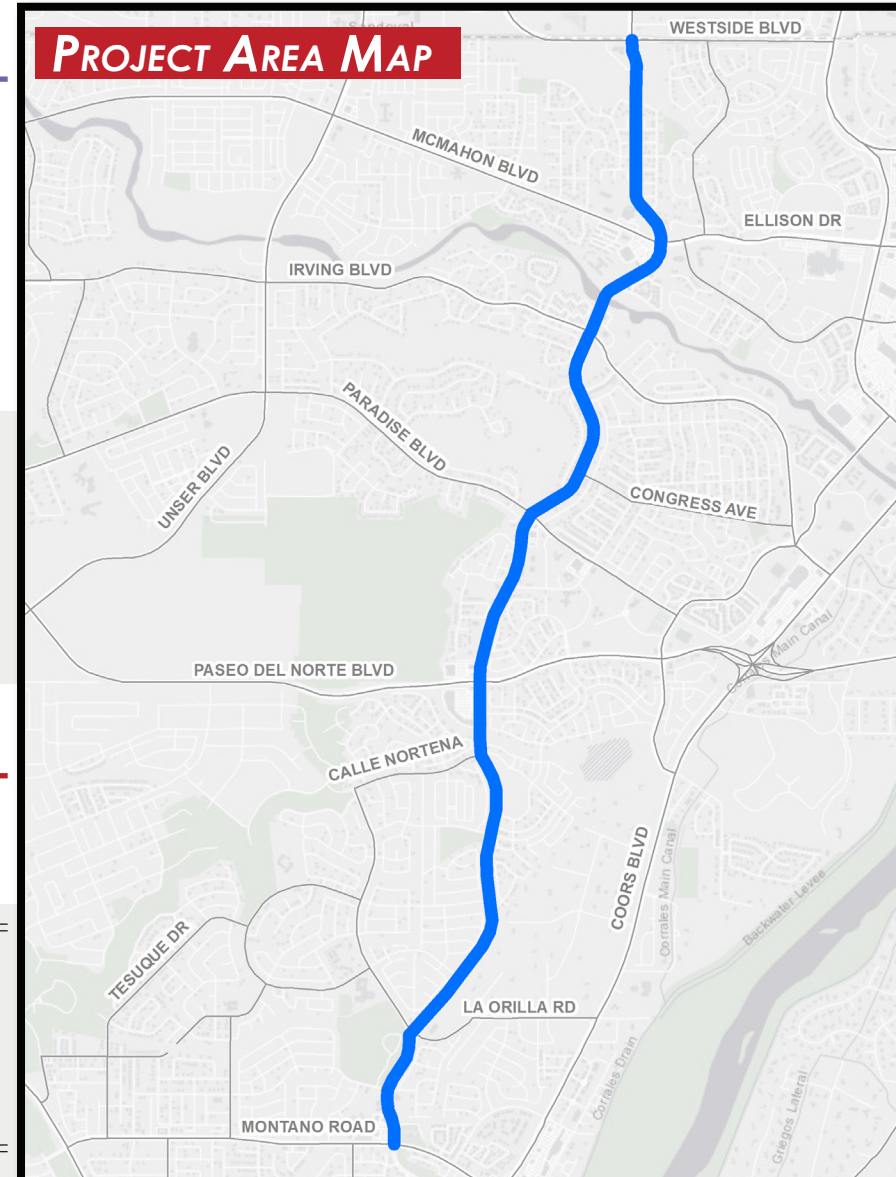 Sandoval
WESTSIDE BLVD
PROJECT AREA MAP
MCMAHON BLVD
ELLISON DR
IRVING BLVD
PARADISE BLVD
UNSER BLVD
CONGRESS AVE
Corrales Main Canal
PASEO DEL NORTE BLVD
CALLE NORTENA
COORS BLVD
Corrales Main Canal
Backwater Levee
TESUQUE DR
LA ORILLA RD
Corrales Drain
MONTANO ROAD
Griegos Lateral